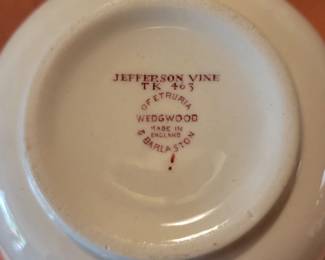 JEFFERSON VINE
TK 463
OF ETRURIA
WEDGWOOD
MADE IN
ENGLAND
& BARLASTON